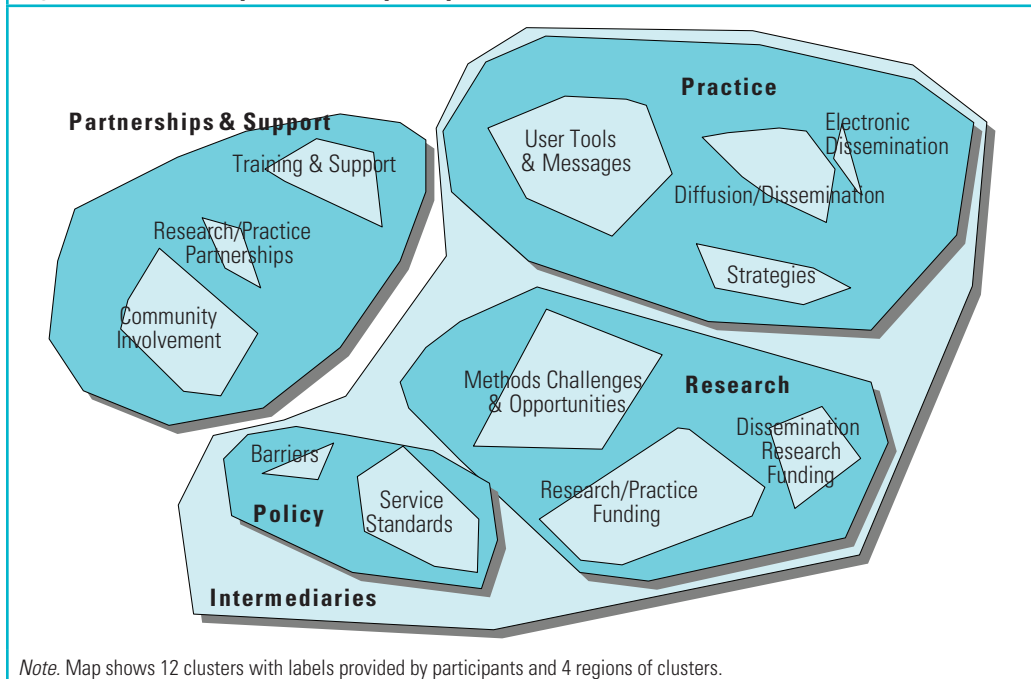 Practice
Partnerships & Support
Electronic
Dissemination
User Tools
& Messages
Training & Support
Diffusion/Dissemination
Research/Practice
Partnerships
Strategies
Community
Involvement
Methods Challenges
& Opportunities
Research
Dissemination
Research
Funding
Barriers
Research/Practice
Funding
Service
Standards
Policy
Intermediaries
Note. Map shows 12 clusters with labels provided by participants and 4 regions of clusters.